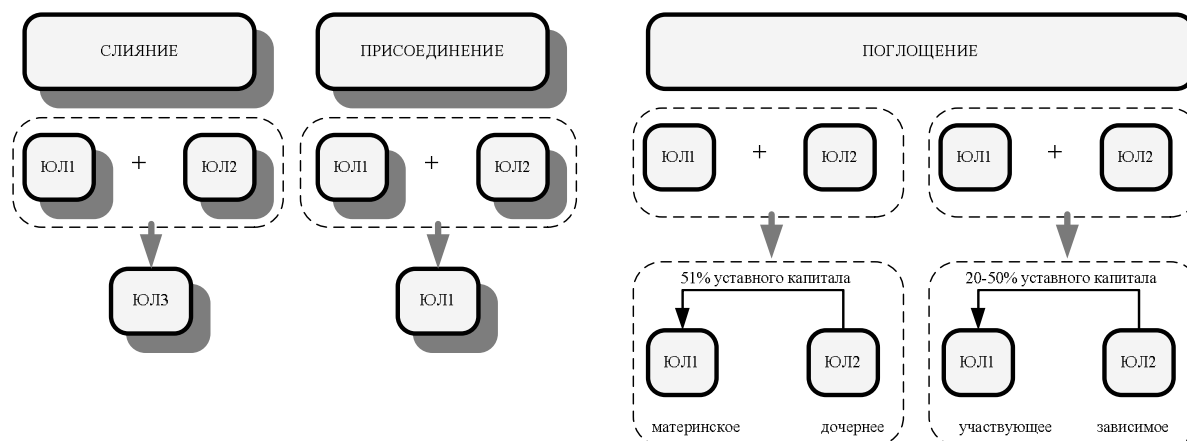 СЛИЯНИЕ
ПРИСОЕДИНЕНИЕ
ПОГЛОЩЕНИЕ
ЮЛ1 + ЮЛ2
ЮЛ1 + ЮЛ2
ЮЛ1 + ЮЛ2
ЮЛ1 + ЮЛ2
ЮЛ3
ЮЛ1
51% уставного капитала
20-50% уставного капитала
ЮЛ1
ЮЛ2
ЮЛ1
ЮЛ2
материнское
дочернее
участвующее
зависимое